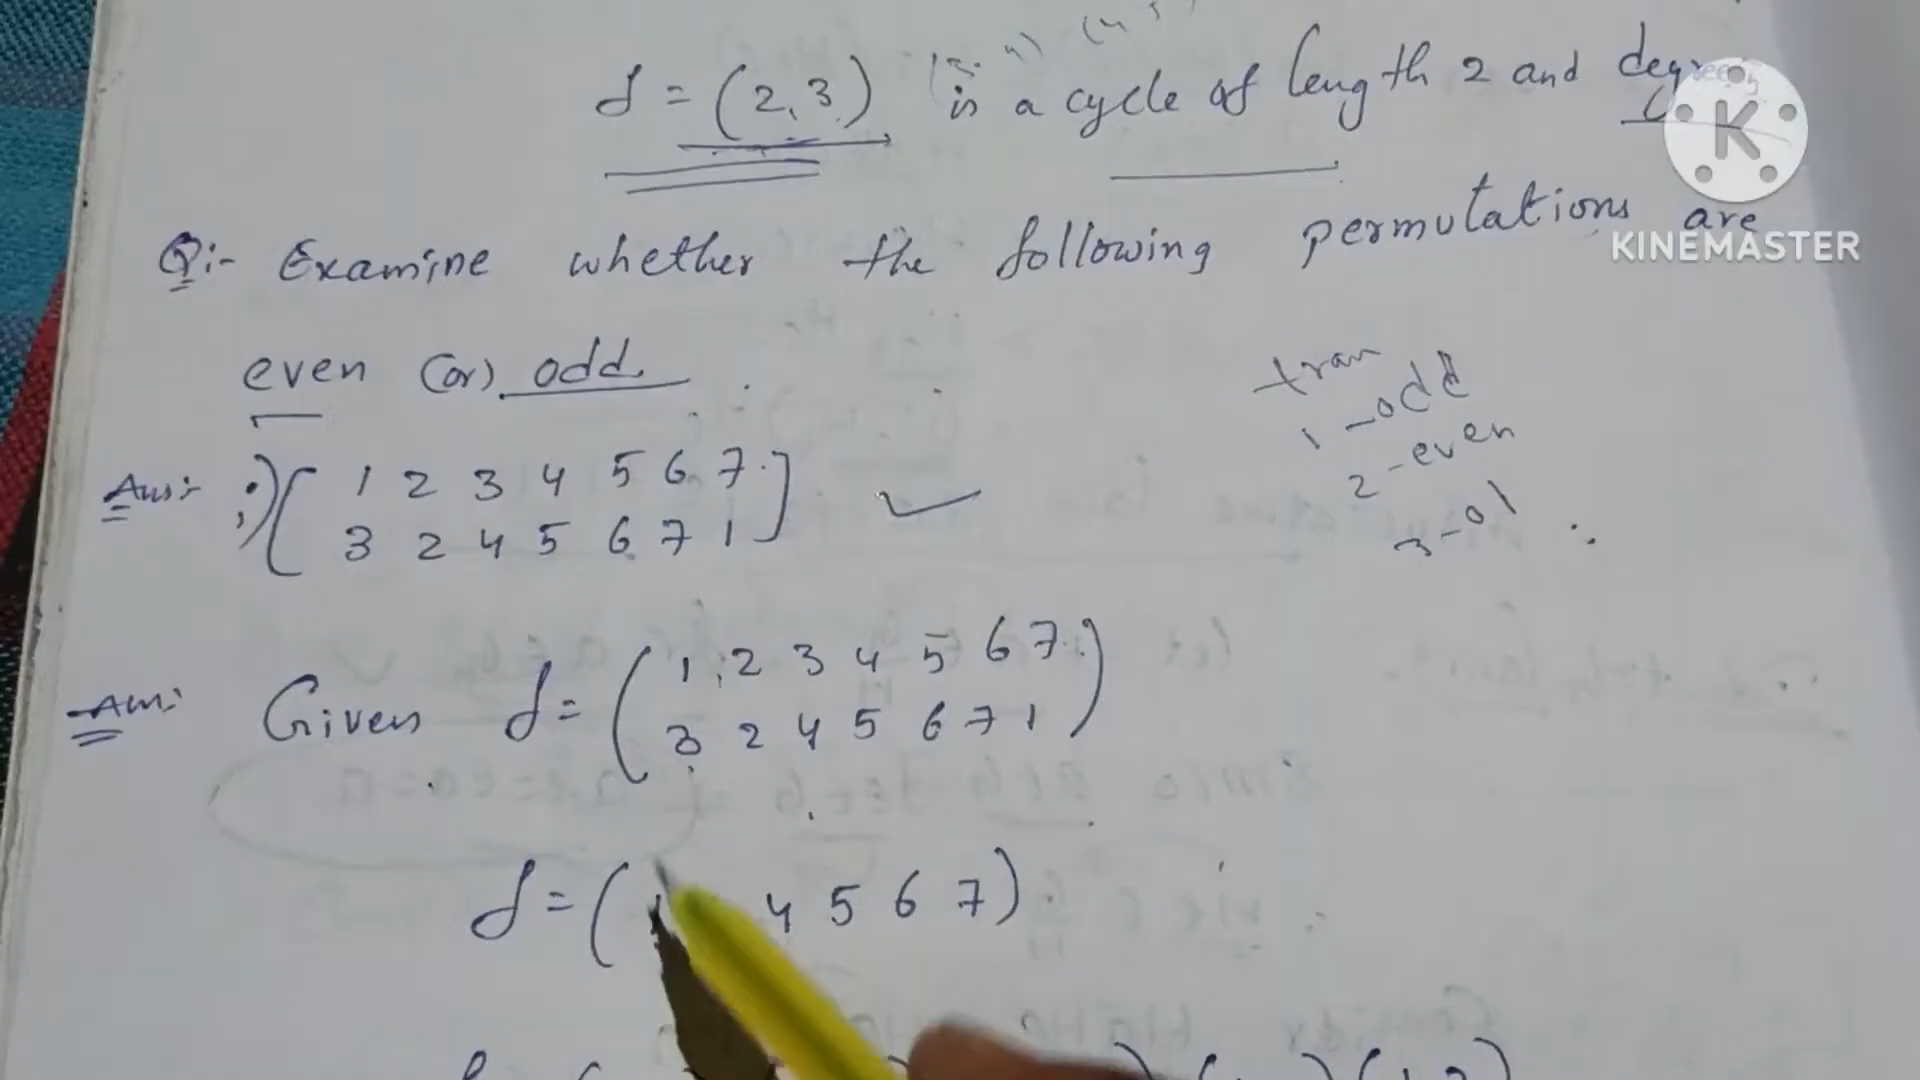 f = (2, 3) is a cycle of length 2 and degree
K
KINEMASTER
Q:- Examine whether the following permutations are
even (or) odd.
tran
1 - odd
2 - even
3 - od
Ans:- i) [ 1 2 3 4 5 6 7 ]
3 2 4 5 6 7 1
Ans: Given f = ( 1 2 3 4 5 6 7 )
3 2 4 5 6 7 1
f = ( 1 4 5 6 7 )